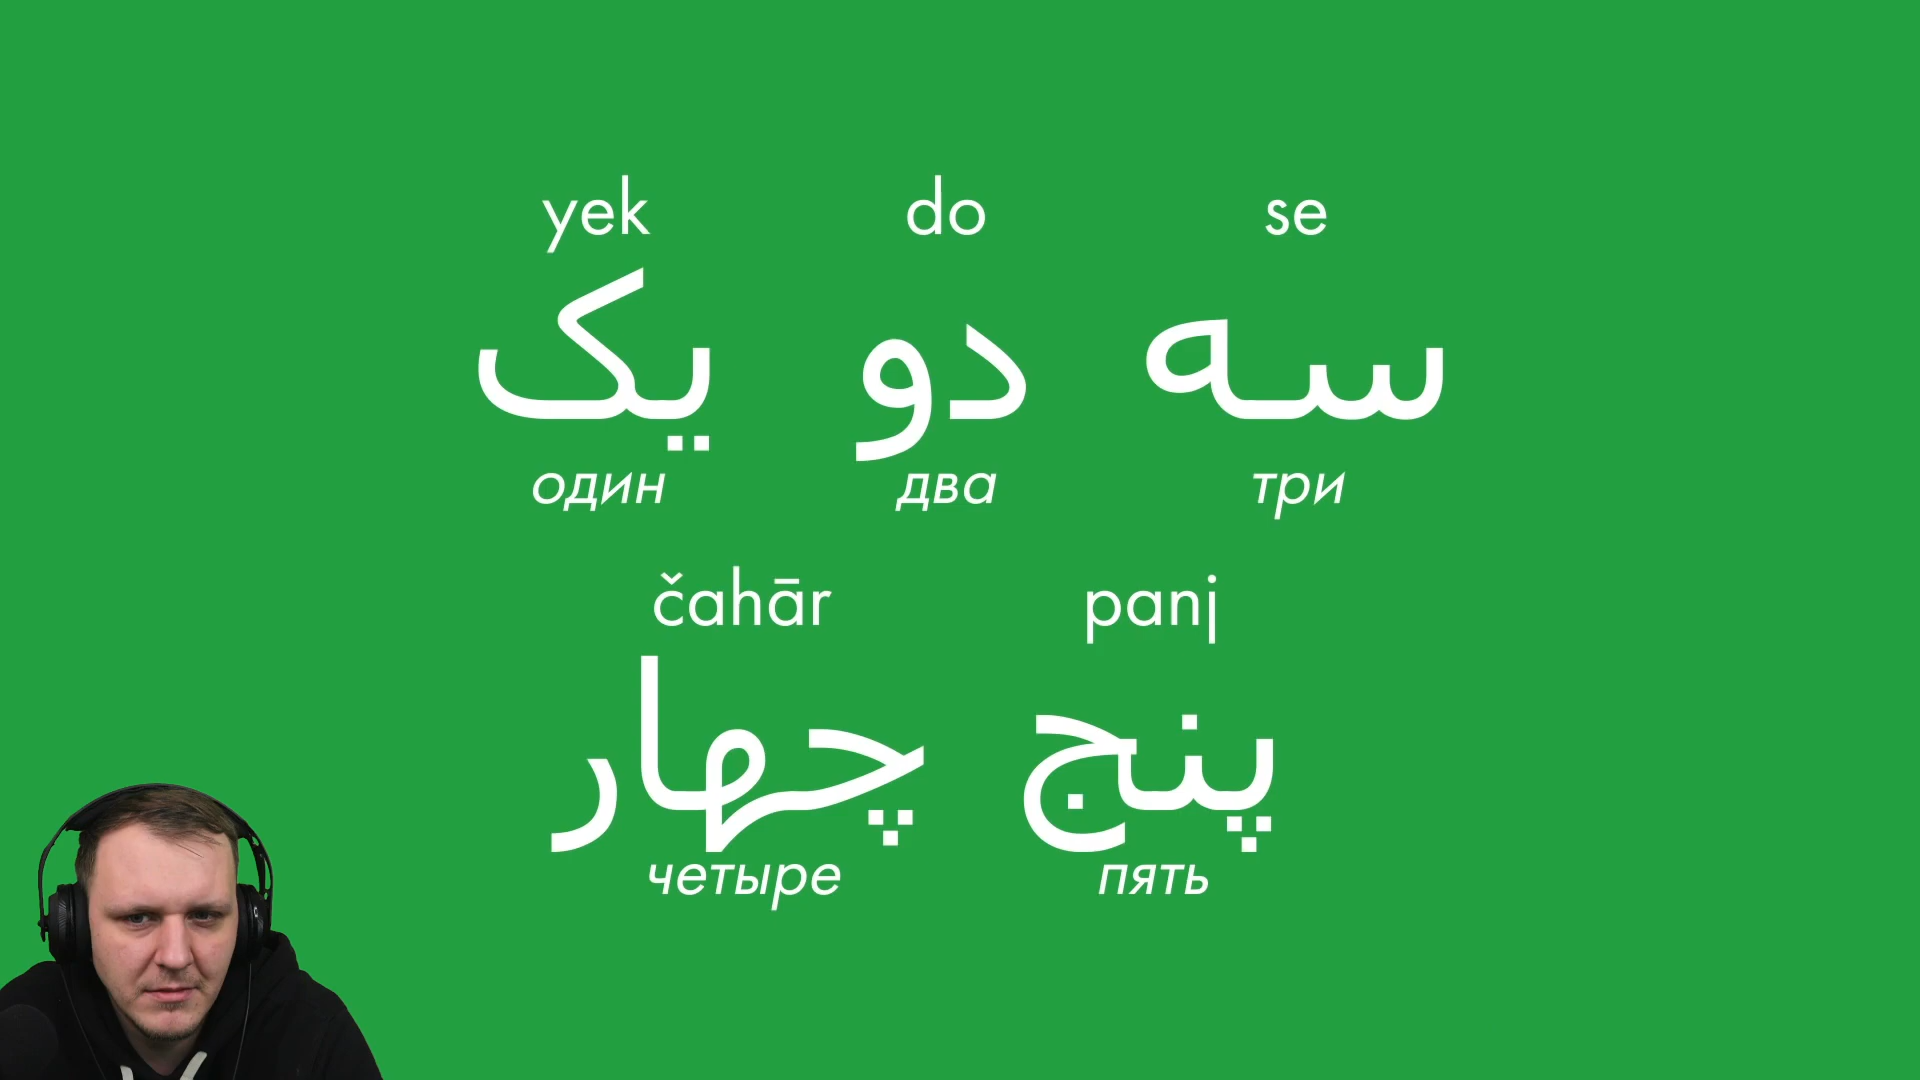 yek do se
یک دو سه
один два три
čahār panj
چهار پنج
четыре пять